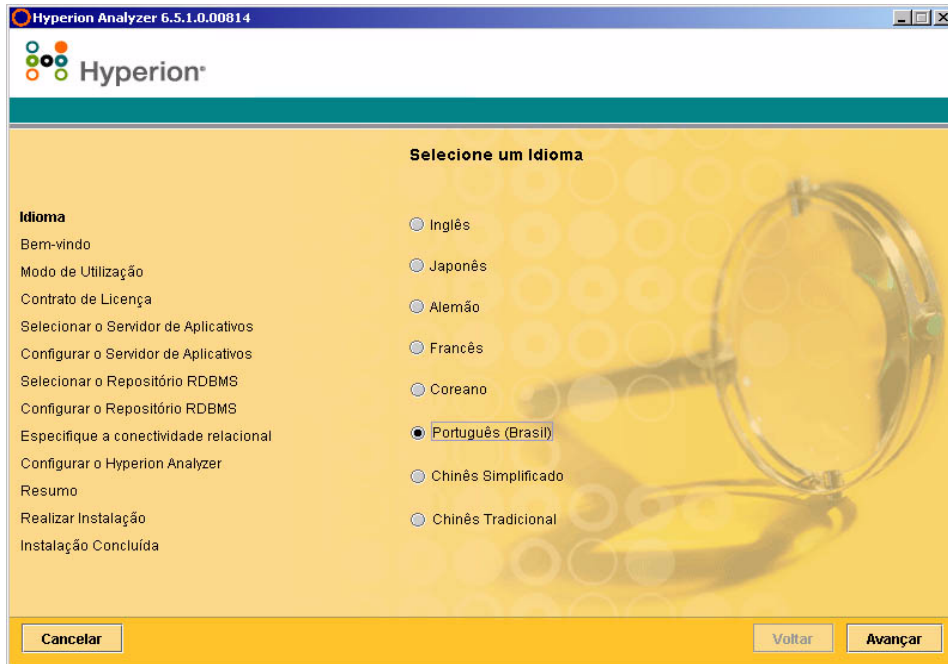 Hyperion Analyzer 6.5.1.0.00814
Hyperion
Selecione um Idioma
Idioma
Bem-vindo
Modo de Utilização
Contrato de Licença
Selecionar o Servidor de Aplicativos
Configurar o Servidor de Aplicativos
Selecionar o Repositório RDBMS
Configurar o Repositório RDBMS
Especifique a conectividade relacional
Configurar o Hyperion Analyzer
Resumo
Realizar Instalação
Instalação Concluída
Inglês
Japonês
Alemão
Francês
Coreano
Português (Brasil)
Chinês Simplificado
Chinês Tradicional
Cancelar
Voltar
Avançar